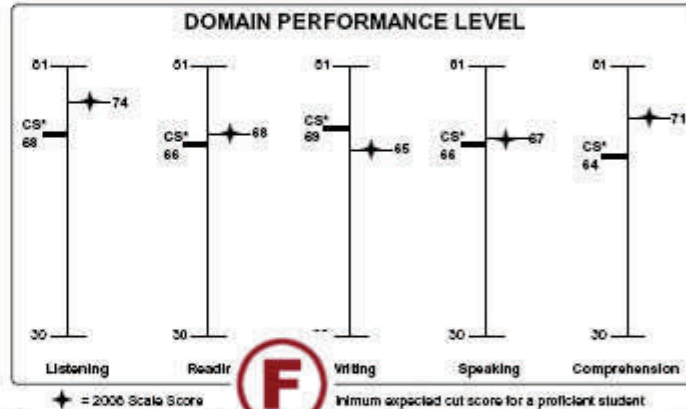 DOMAIN PERFORMANCE LEVEL
81 81 81 81 81
74 68 65 67 71
CS* CS* CS* CS* CS*
68 66 69 66 64
30 30 30 30
Listening Writing Speaking Comprehension
= 2006 Scale Score F expected cut score for a proficient student